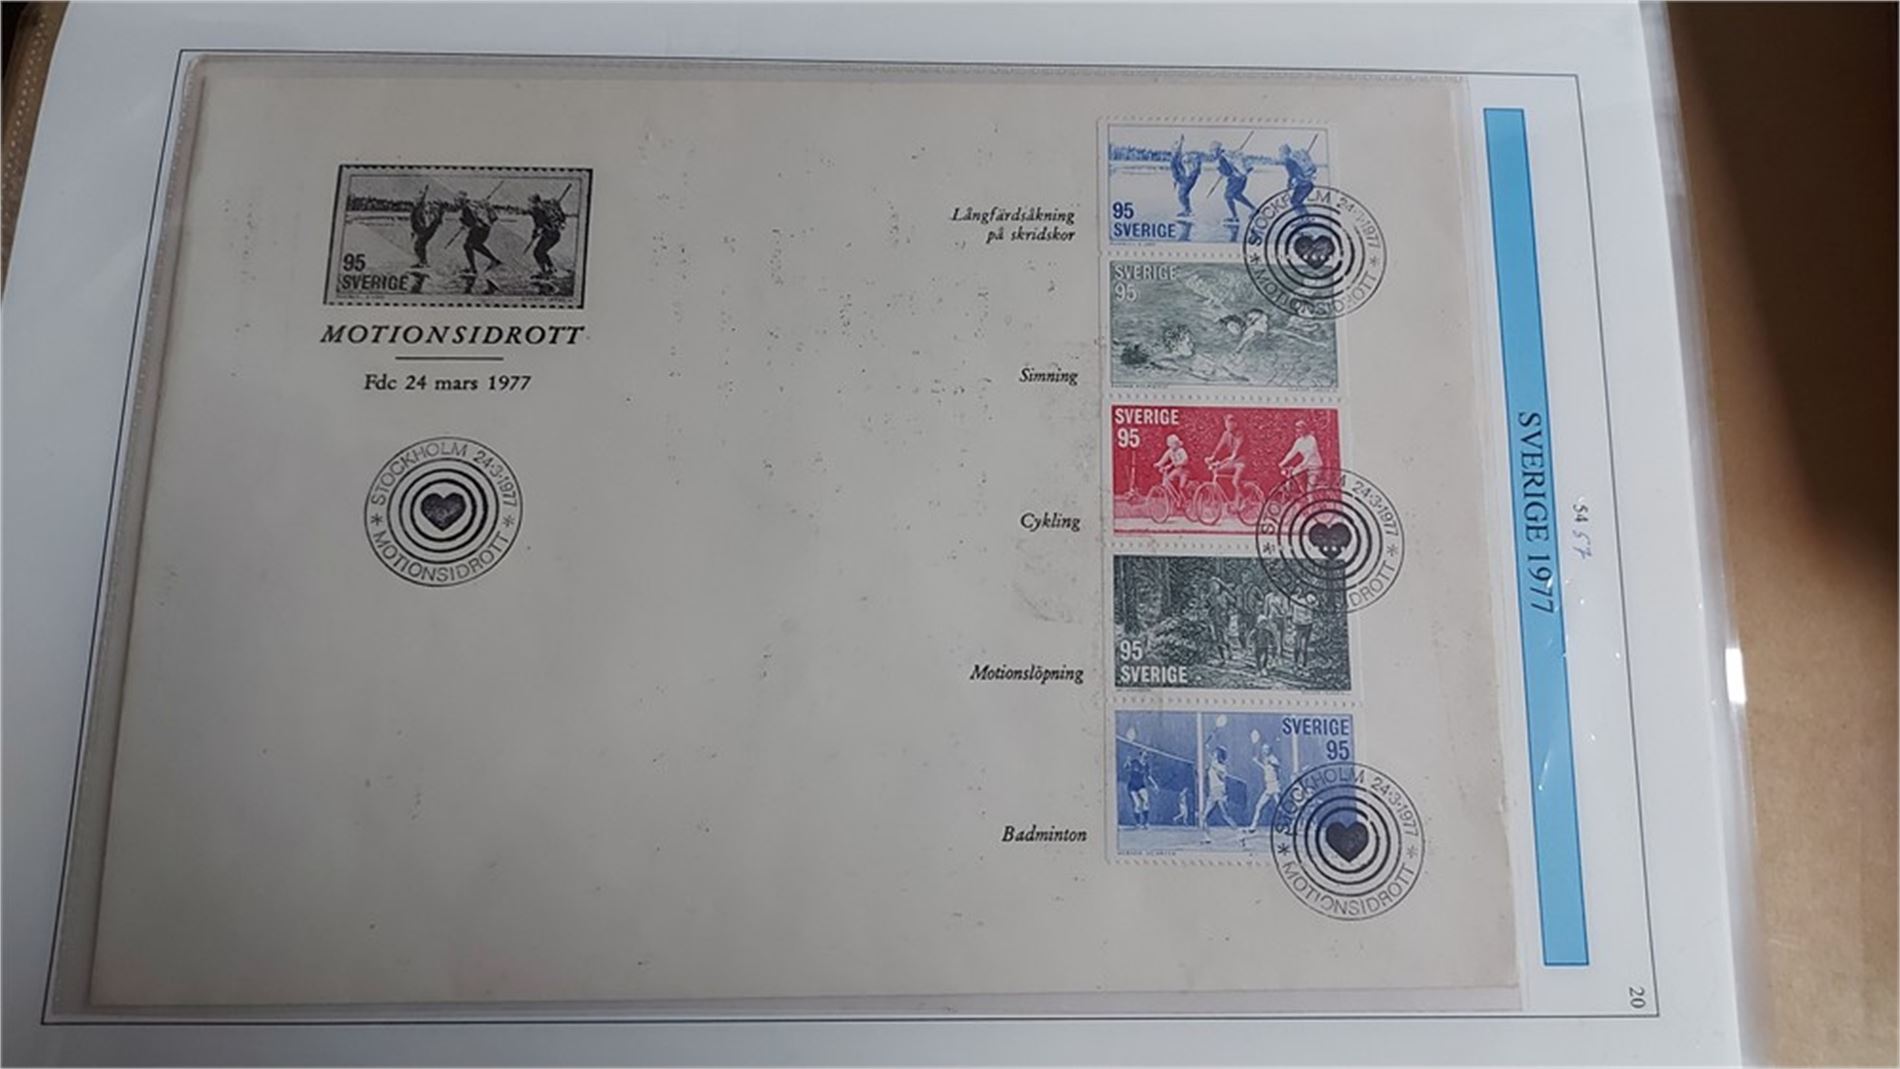 95
SVERIGE
MOTIONSIDROTT
Fdc 24 mars 1977
STOCKHOLM 24·3·1977
* MOTIONSIDROTT *
Långfärdsåkning
på skridskor
95
SVERIGE
STOCKHOLM 24·3·1977
* MOTIONSIDROTT *
SVERIGE
95
Simning
SVERIGE
95
Cykling
24·3·1977
95
SVERIGE
Motionslöpning
SVERIGE
95
Badminton
STOCKHOLM 24·3·1977
* MOTIONSIDROTT *
SVERIGE 1977
54 57
20